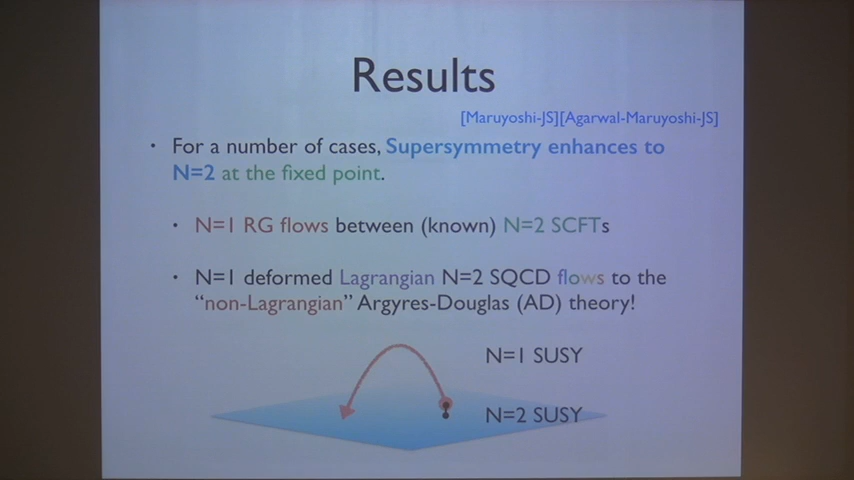 Results
[Maruyoshi-JS][Agarwal-Maruyoshi-JS]
• For a number of cases, Supersymmetry enhances to
N=2 at the fixed point.
• N=1 RG flows between (known) N=2 SCFTs
• N=1 deformed Lagrangian N=2 SQCD flows to the
“non-Lagrangian” Argyres-Douglas (AD) theory!
N=1 SUSY
N=2 SUSY